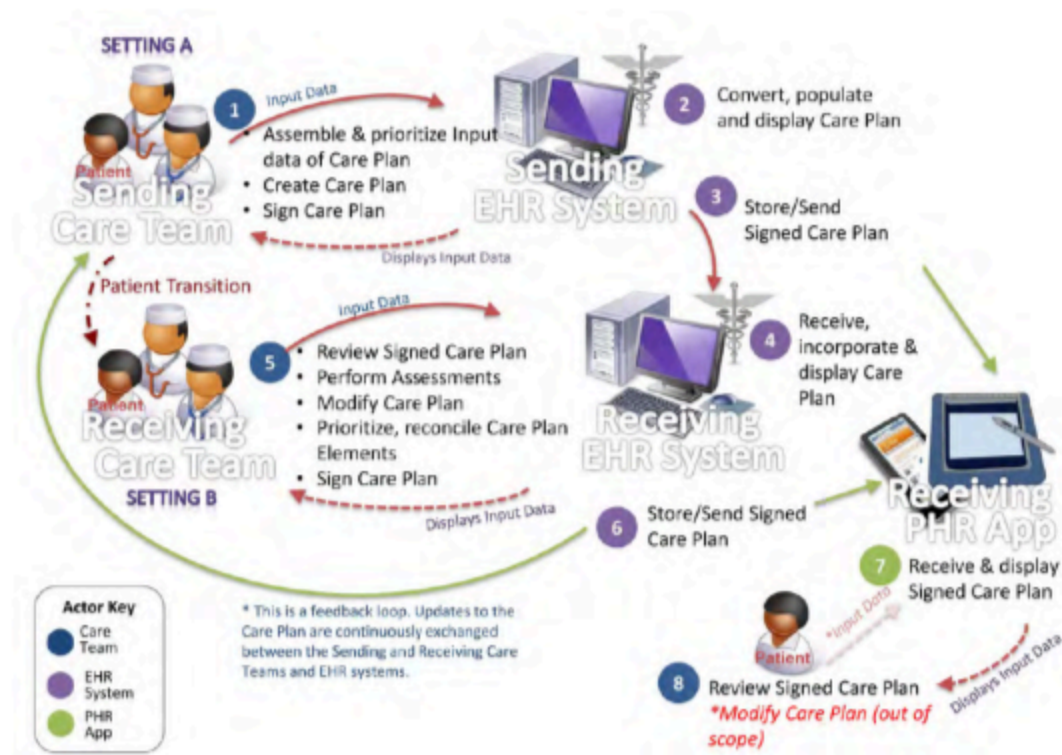 SETTING A
Patient
Sending
Care Team
1
Input Data
• Assemble & prioritize Input
data of Care Plan
• Create Care Plan
• Sign Care Plan
Displays Input Data
Sending
EHR System
2
Convert, populate
and display Care Plan
3
Store/Send
Signed Care Plan
Patient Transition
Patient
Receiving
Care Team
SETTING B
5
Input Data
• Review Signed Care Plan
• Perform Assessments
• Modify Care Plan
• Prioritize, reconcile Care Plan
Elements
• Sign Care Plan
Displays Input Data
Receiving
EHR System
4
Receive,
incorporate &
display Care
Plan
6
Store/Send Signed
Care Plan
Receiving
PHR App
7
Receive & display
Signed Care Plan
*Input Data
Displays Input Data
Patient
8
Review Signed Care Plan
*Modify Care Plan (out of
scope)
Actor Key
Care
Team
EHR
System
PHR
App
* This is a feedback loop. Updates to the
Care Plan are continuously exchanged
between the Sending and Receiving Care
Teams and EHR systems.